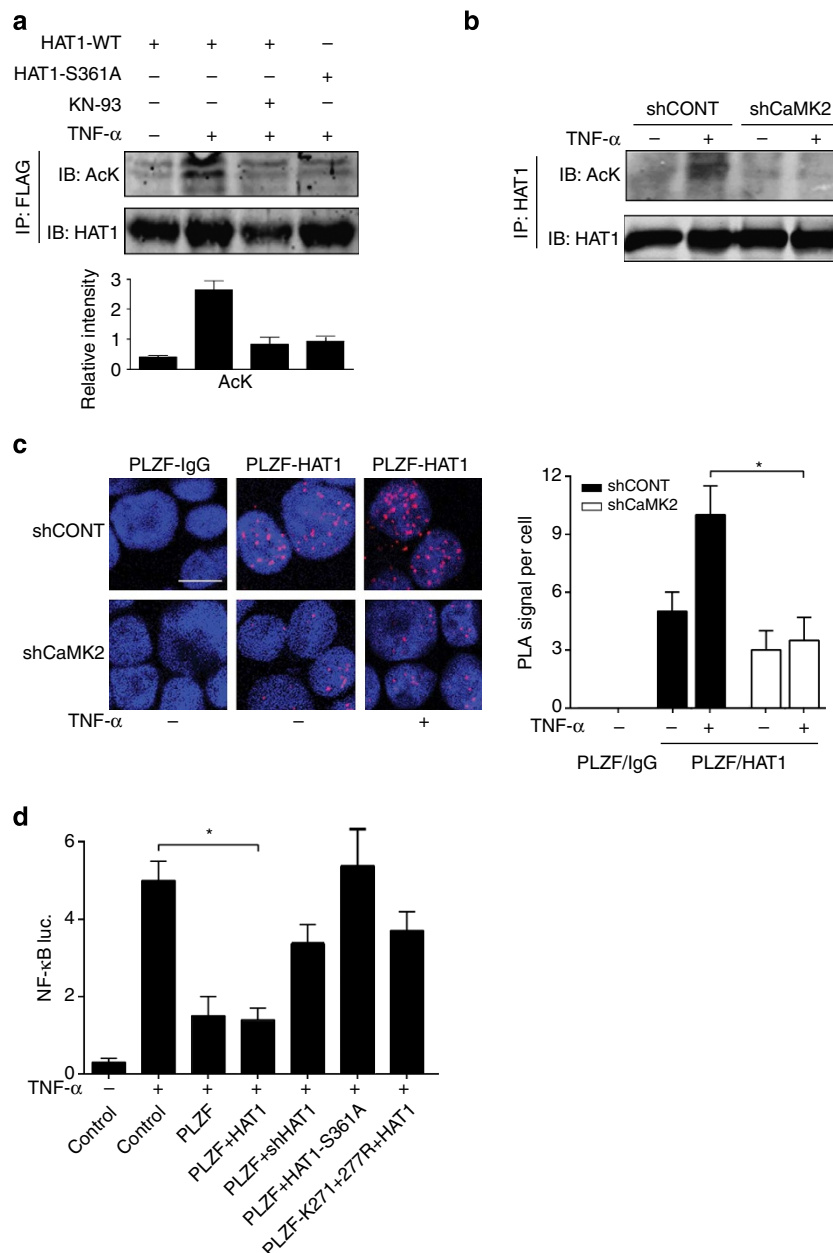 a
HAT1-WT + + + –
HAT1-S361A – – – +
KN-93 – – + –
TNF-α – + + +
IP: FLAG
IB: AcK
IB: HAT1
Relative intensity
3
2
1
0
AcK
b
shCONT shCaMK2
TNF-α – + – +
IP: HAT1
IB: AcK
IB: HAT1
c
PLZF-IgG PLZF-HAT1 PLZF-HAT1
shCONT
shCaMK2
TNF-α – – +
PLA signal per cell
12
9
6
3
0
shCONT
shCaMK2
*
TNF-α – – + – +
PLZF/IgG PLZF/HAT1
d
NF-κB luc.
6
4
2
0
*
TNF-α – + + + + + +
Control
Control
PLZF
PLZF+HAT1
PLZF+shHAT1
PLZF+HAT1-S361A
PLZF-K271+277R+HAT1